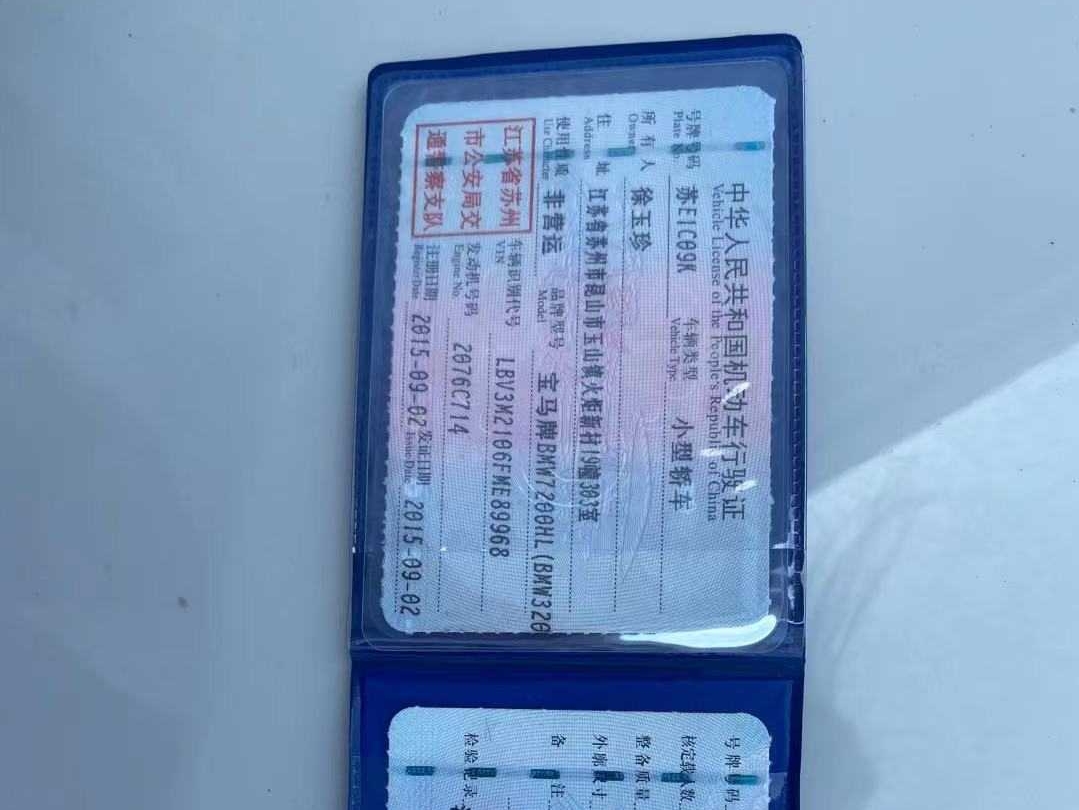 中华人民共和国机动车行驶证
Vehicle License of the People's Republic of China
号牌号码 苏E1C09K 车辆类型 小型轿车
Plate No. Vehicle Type
所有人 徐玉珍
Owner
住址 江苏省苏州市昆山市玉山镇火炬新村19幢303室
Address
使用性质 非营运 品牌型号 宝马牌BMW7200HL(BMW320
Use Character Model
江苏省苏州
市公安局交
通警察支队
车辆识别代号 LBV3M2106FME89968
VIN
发动机号码 2076C714
Engine No.
注册日期 2015-09-02 发证日期 2015-09-02
Register Date Issue Date
号牌号码
核定载人数
整备质量
外廓尺寸
备注
检验记录